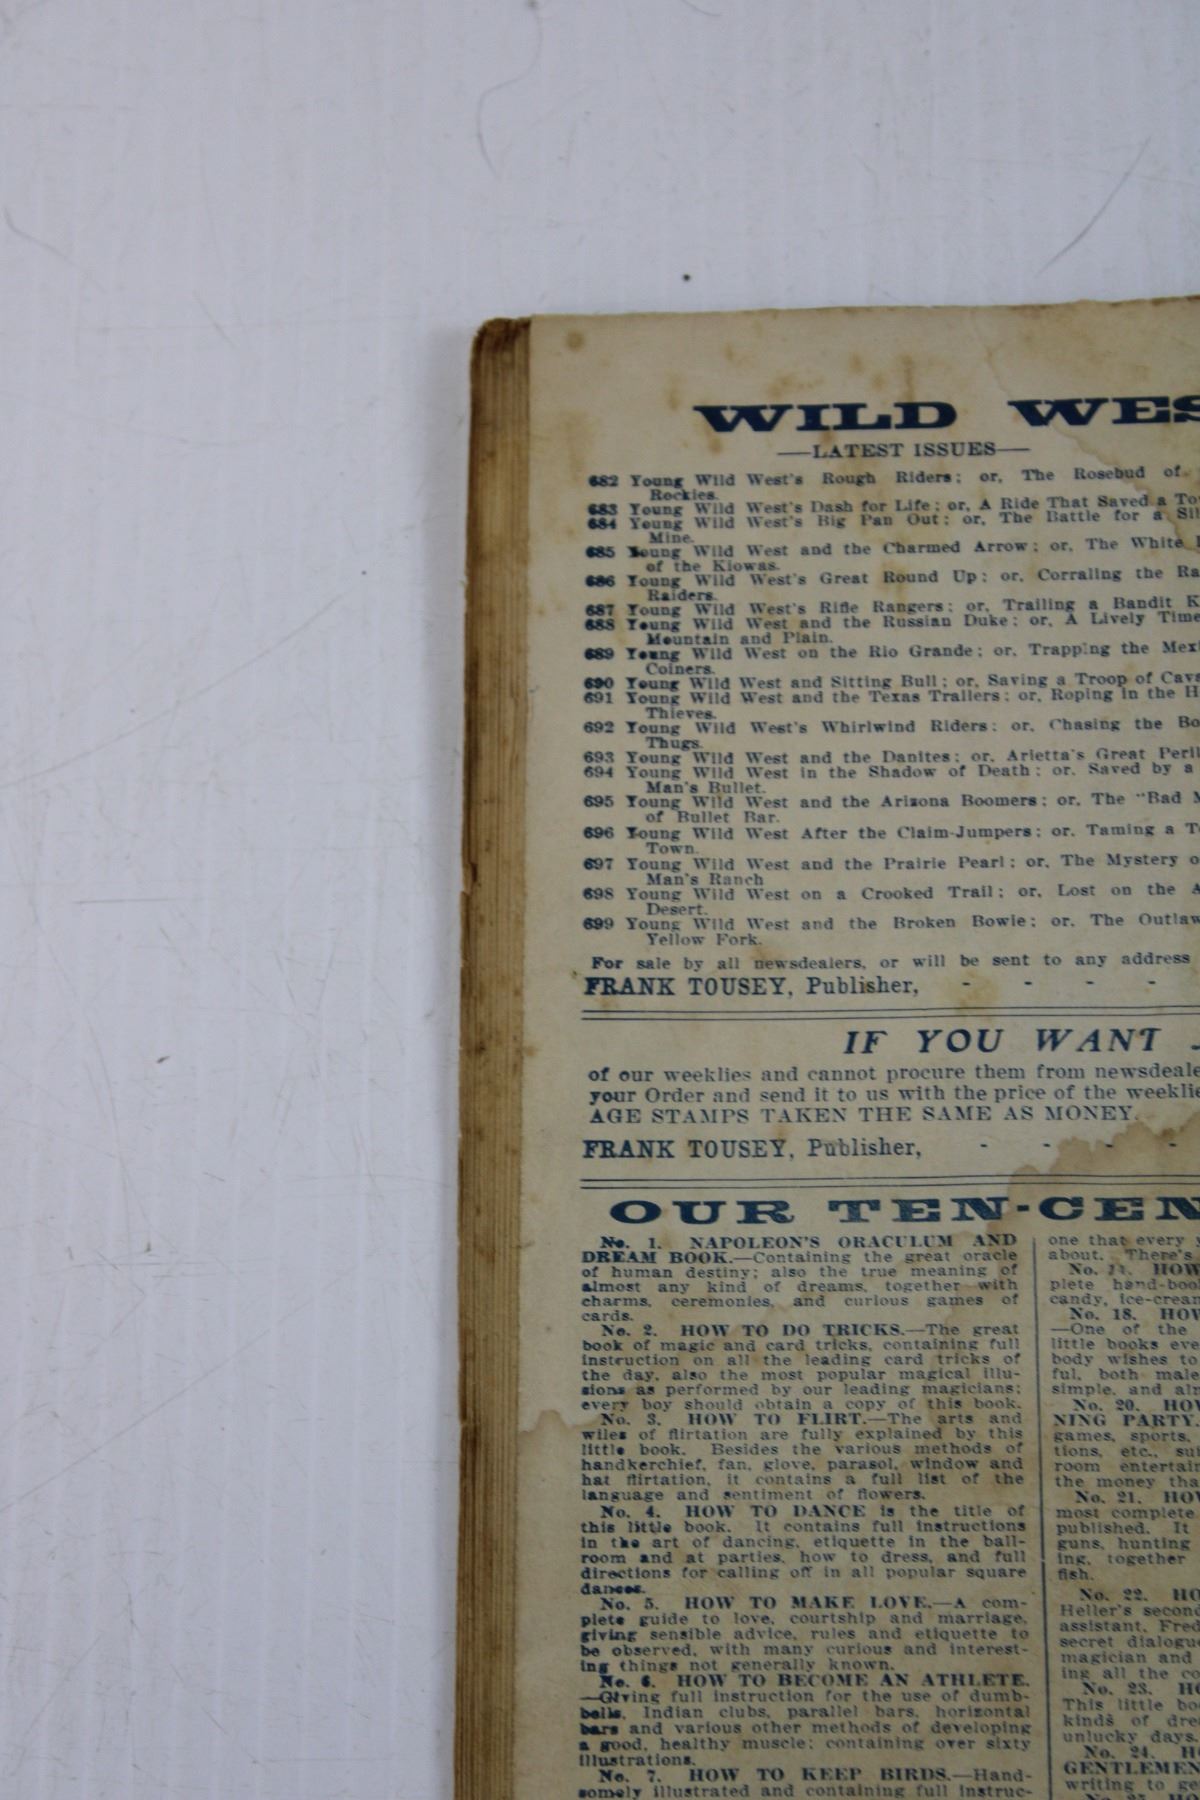 WILD WES
—LATEST ISSUES—
682 Young Wild West's Rough Riders; or, The Rosebud of
Rockies.
683 Young Wild West's Dash for Life; or, A Ride That Saved a To
684 Young Wild West's Big Pan Out; or, The Battle for a Sil
Mine.
685 Young Wild West and the Charmed Arrow; or, The White
of the Kiowas.
686 Young Wild West's Great Round Up; or, Corraling the Ra
Raiders.
687 Young Wild West's Rifle Rangers; or, Trailing a Bandit K
688 Young Wild West and the Russian Duke; or, A Lively Time
Mountain and Plain.
689 Young Wild West on the Rio Grande; or, Trapping the Mex
Coiners.
690 Young Wild West and Sitting Bull; or, Saving a Troop of Cava
691 Young Wild West and the Texas Trailers; or, Roping in the H
Thieves.
692 Young Wild West's Whirlwind Riders; or, Chasing the Bo
Thugs.
693 Young Wild West and the Danites; or, Arietta's Great Peril
694 Young Wild West in the Shadow of Death; or, Saved by a
Man's Bullet.
695 Young Wild West and the Arizona Boomers; or, The "Bad M
of Bullet Bar.
696 Young Wild West After the Claim-Jumpers; or, Taming a T
Town.
697 Young Wild West and the Prairie Pearl; or, The Mystery o
Man's Ranch
698 Young Wild West on a Crooked Trail; or, Lost on the A
Desert.
699 Young Wild West and the Broken Bowie; or, The Outlaw
Yellow Fork.
For sale by all newsdealers, or will be sent to any address
FRANK TOUSEY, Publisher, - - - -
IF YOU WANT
of our weeklies and cannot procure them from newsdeale
your Order and send it to us with the price of the weeklie
AGE STAMPS TAKEN THE SAME AS MONEY.
FRANK TOUSEY, Publisher, - - - -
OUR TEN-CEN
No. 1. NAPOLEON'S ORACULUM AND
DREAM BOOK.—Containing the great oracle
of human destiny; also the true meaning of
almost any kind of dreams, together with
charms, ceremonies, and curious games of
cards.
No. 2. HOW TO DO TRICKS.—The great
book of magic and card tricks, containing full
instruction on all the leading card tricks of
the day, also the most popular magical illu-
sions as performed by our leading magicians;
every boy should obtain a copy of this book.
No. 3. HOW TO FLIRT.—The arts and
wiles of flirtation are fully explained by this
little book. Besides the various methods of
handkerchief, fan, glove, parasol, window and
hat flirtation, it contains a full list of the
language and sentiment of flowers.
No. 4. HOW TO DANCE is the title of
this little book. It contains full instructions
in the art of dancing, etiquette in the ball-
room and at parties, how to dress, and full
directions for calling off in all popular square
dances.
No. 5. HOW TO MAKE LOVE.—A com-
plete guide to love, courtship and marriage,
giving sensible advice, rules and etiquette to
be observed, with many curious and interest-
ing things not generally known.
No. 6. HOW TO BECOME AN ATHLETE.
—Giving full instruction for the use of dumb-
bells, Indian clubs, parallel bars, horizontal
bars and various other methods of developing
a good, healthy muscle; containing over sixty
illustrations.
No. 7. HOW TO KEEP BIRDS.—Hand-
somely illustrated and containing full instruc-
one that every y
about. There's
No. HOW
plete hand-boo
candy, ice-crean
No. 18. HOW
—One of the
little books eve
body wishes to
ful, both male
simple, and alm
No. 20. HOW
NING PARTY.
games, sports,
tions, etc., sui
room entertain
the money tha
No. 21. HOW
most complete
published. It
guns, hunting
ing, together
fish.
No. 22. HO
Heller's second
assistant, Fred
secret dialogue
magician and
ing all the co
No. 23. HO
This little boo
kinds of dre
unlucky days.
No. 24. H
GENTLEMEN
writing to ge
No. 25. HO